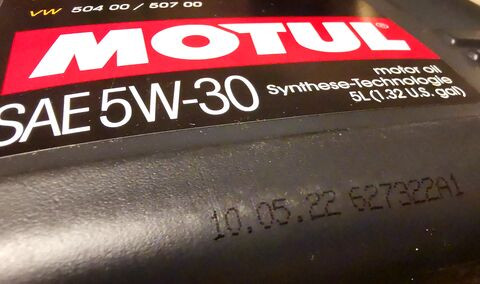 VW 504 00 / 507 00
MOTUL
SAE 5W-30
motor oil
Synthese-Technologie
5L(1.32 U.S. gal)
10.05.22 627322A1